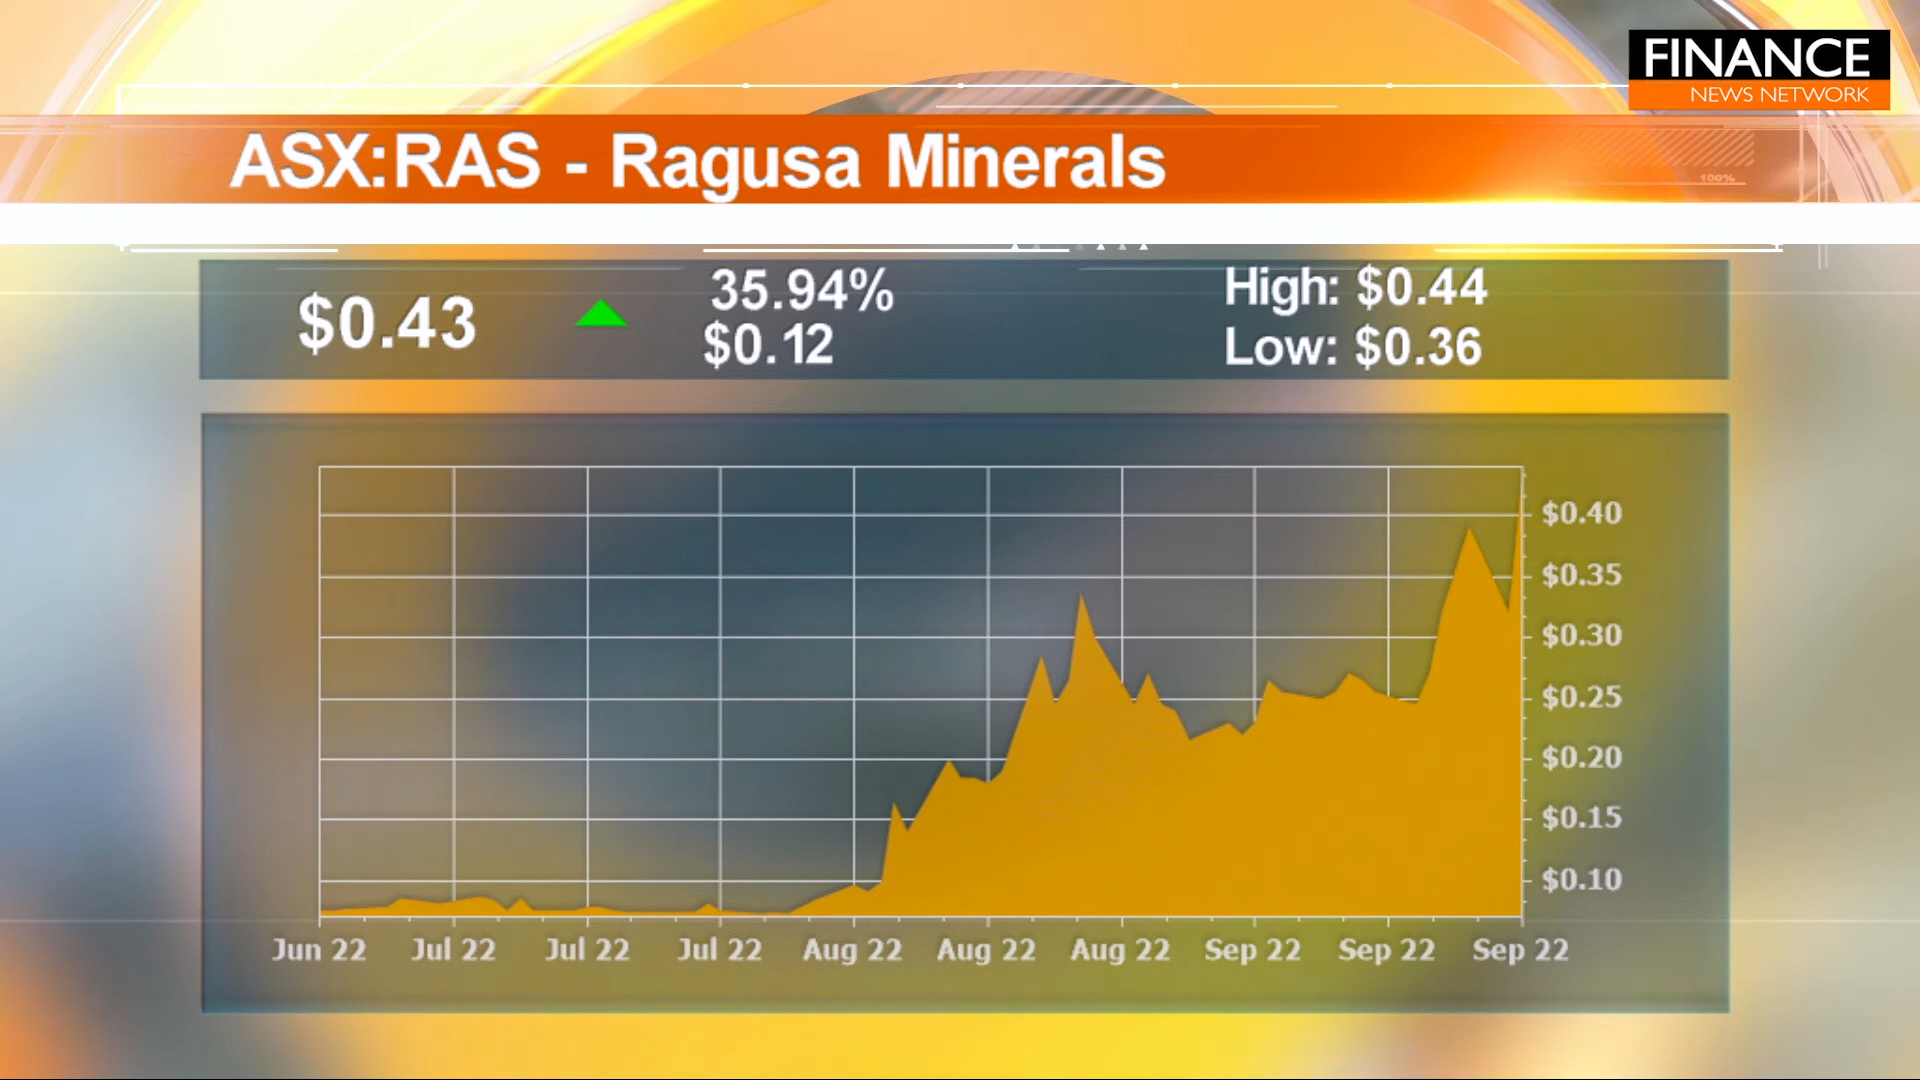 FINANCE
NEWS NETWORK
ASX:RAS - Ragusa Minerals
100%
$0.43
35.94%
$0.12
High: $0.44
Low: $0.36
$0.40
$0.35
$0.30
$0.25
$0.20
$0.15
$0.10
Jun 22 Jul 22 Jul 22 Jul 22 Aug 22 Aug 22 Aug 22 Sep 22 Sep 22 Sep 22